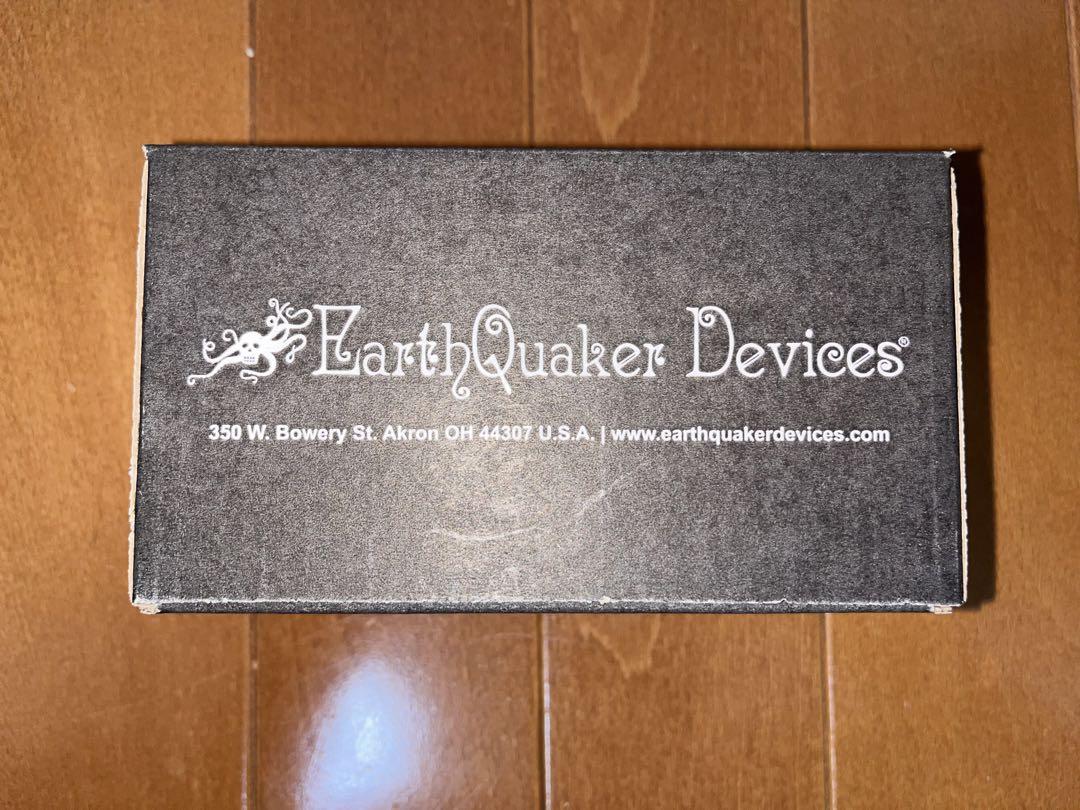 EarthQuaker Devices®
350 W. Bowery St. Akron OH 44307 U.S.A. | www.earthquakerdevices.com